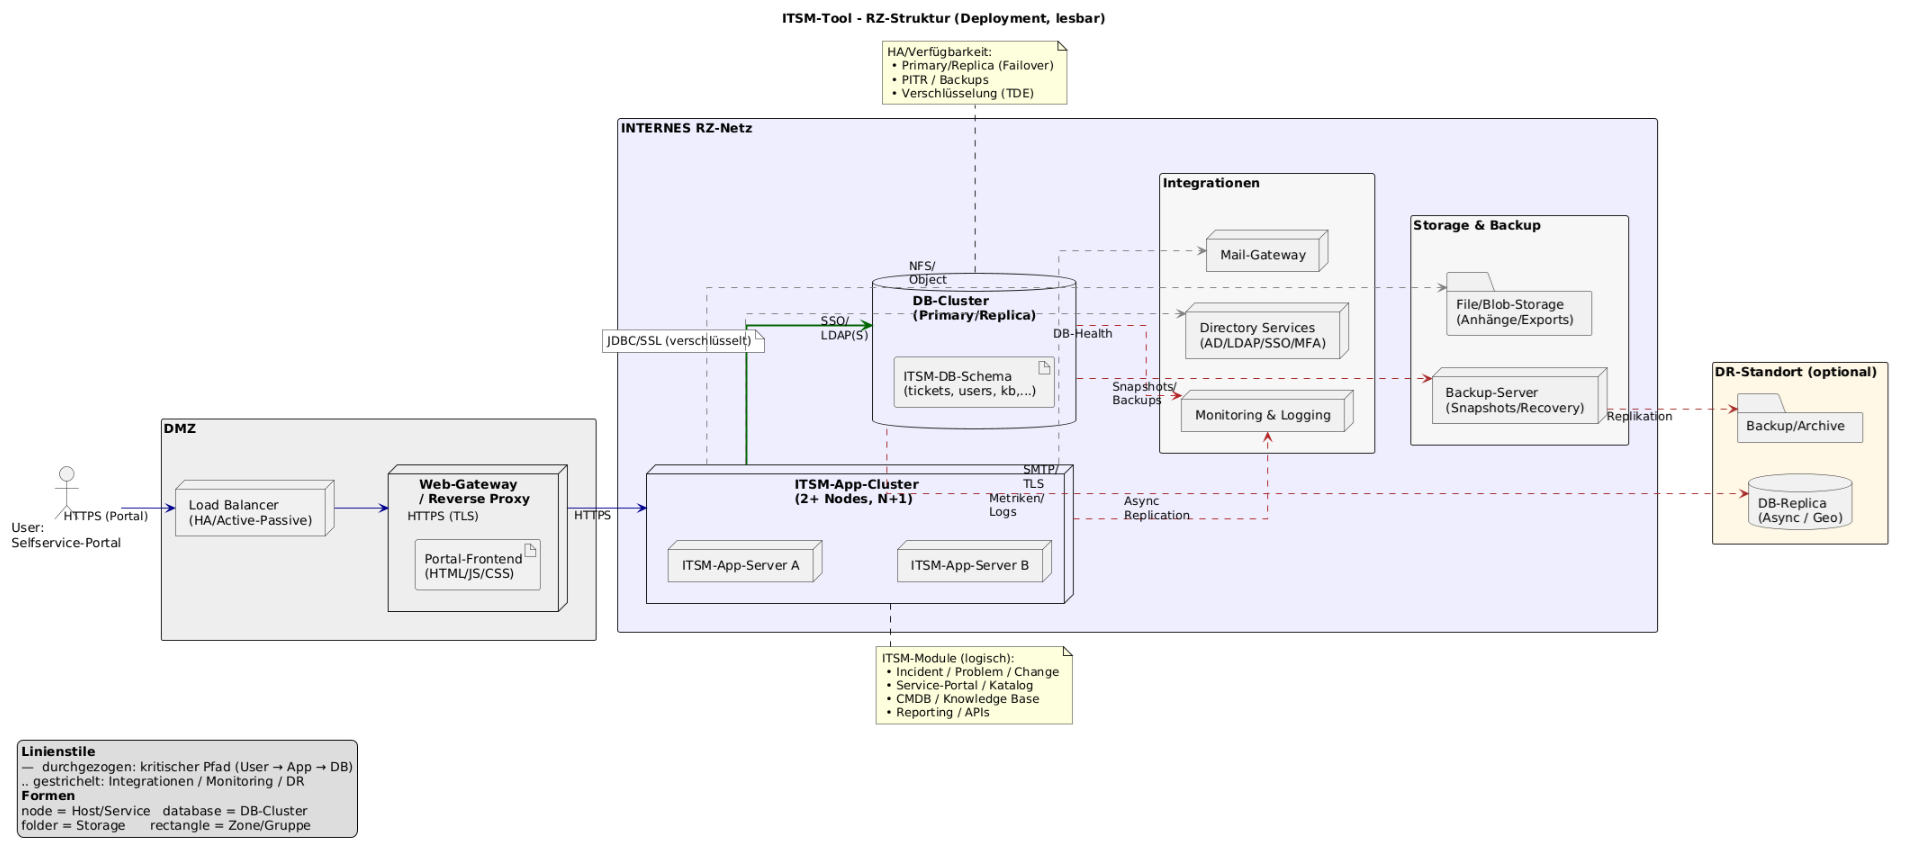 ITSM-Tool - RZ-Struktur (Deployment, lesbar)
HA/Verfügbarkeit:
• Primary/Replica (Failover)
• PITR / Backups
• Verschlüsselung (TDE)
INTERNES RZ-Netz
Integrationen
Mail-Gateway
Directory Services
(AD/LDAP/SSO/MFA)
Monitoring & Logging
Storage & Backup
File/Blob-Storage
(Anhänge/Exports)
Backup-Server
(Snapshots/Recovery)
NFS/
Object
DB-Cluster
(Primary/Replica)
SSO/
LDAP(S)
JDBC/SSL (verschlüsselt)
DB-Health
ITSM-DB-Schema
(tickets, users, kb,...)
Snapshots/
Backups
Replikation
DR-Standort (optional)
Backup/Archive
DB-Replica
(Async / Geo)
DMZ
User:
Selfservice-Portal
HTTPS (Portal)
Load Balancer
(HA/Active-Passive)
Web-Gateway
/ Reverse Proxy
HTTPS (TLS)
Portal-Frontend
(HTML/JS/CSS)
HTTPS
ITSM-App-Cluster
(2+ Nodes, N+1)
SMTP/
TLS
Metriken/
Logs
Async
Replication
ITSM-App-Server A
ITSM-App-Server B
ITSM-Module (logisch):
• Incident / Problem / Change
• Service-Portal / Katalog
• CMDB / Knowledge Base
• Reporting / APIs
Linienstile
— durchgezogen: kritischer Pfad (User → App → DB)
.. gestrichelt: Integrationen / Monitoring / DR
Formen
node = Host/Service database = DB-Cluster
folder = Storage rectangle = Zone/Gruppe